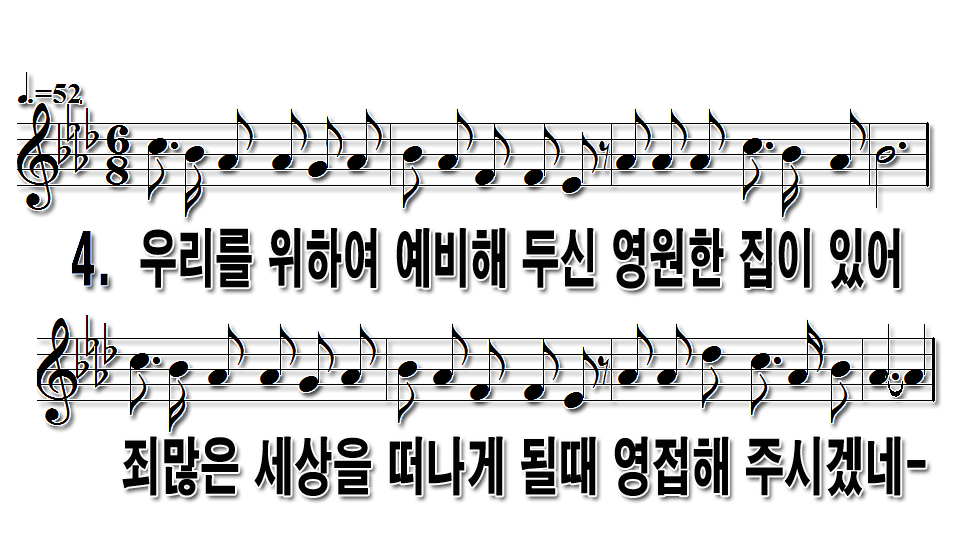 ♩.=52
6
8
4. 우리를 위하여 예비해 두신 영원한 집이 있어
죄많은 세상을 떠나게 될때 영접해 주시겠네-